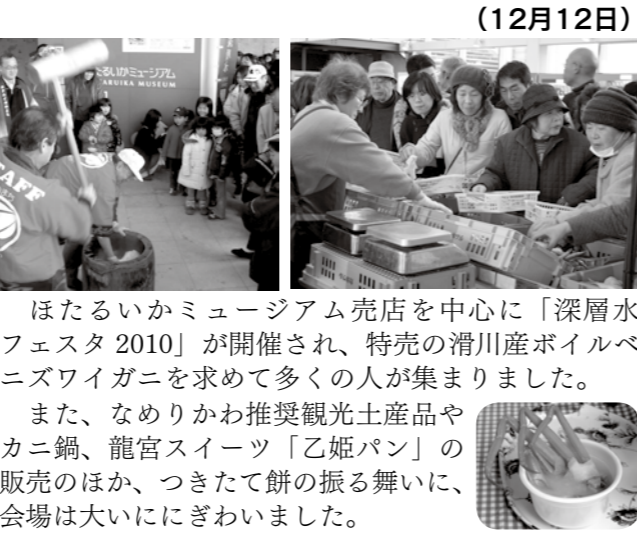 （12月12日）
たるいかミュージアム
ARUIKA MUSEUM
STAFF
ほたるいかミュージアム売店を中心に「深層水
フェスタ 2010」が開催され、特売の滑川産ボイルベ
ニズワイガニを求めて多くの人が集まりました。
また、なめりかわ推奨観光土産品や
カニ鍋、龍宮スイーツ「乙姫パン」の
販売のほか、つきたて餅の振る舞いに、
会場は大いににぎわいました。